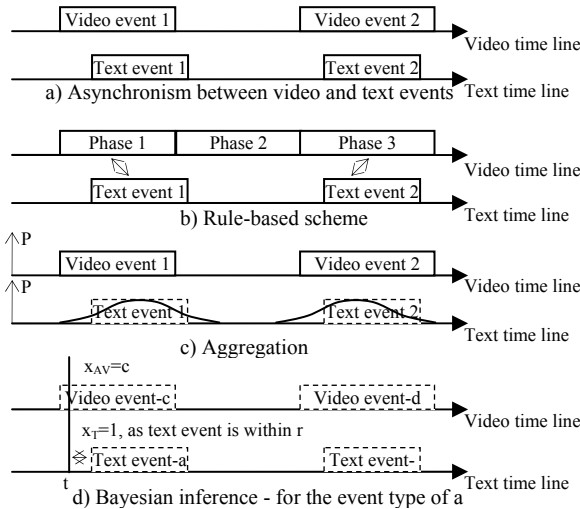 Video event 1 Video event 2
Video time line
Text event 1 Text event 2
Text time line
a) Asynchronism between video and text events
Phase 1 Phase 2 Phase 3
Video time line
Text event 1 Text event 2
Text time line
b) Rule-based scheme
P
Video event 1 Video event 2
Video time line
P
Text event 1 Text event 2
Text time line
c) Aggregation
x_AV=c
Video event-c Video event-d
Video time line
x_T=1, as text event is within r
Text event-a Text event-
Text time line
t
d) Bayesian inference - for the event type of a